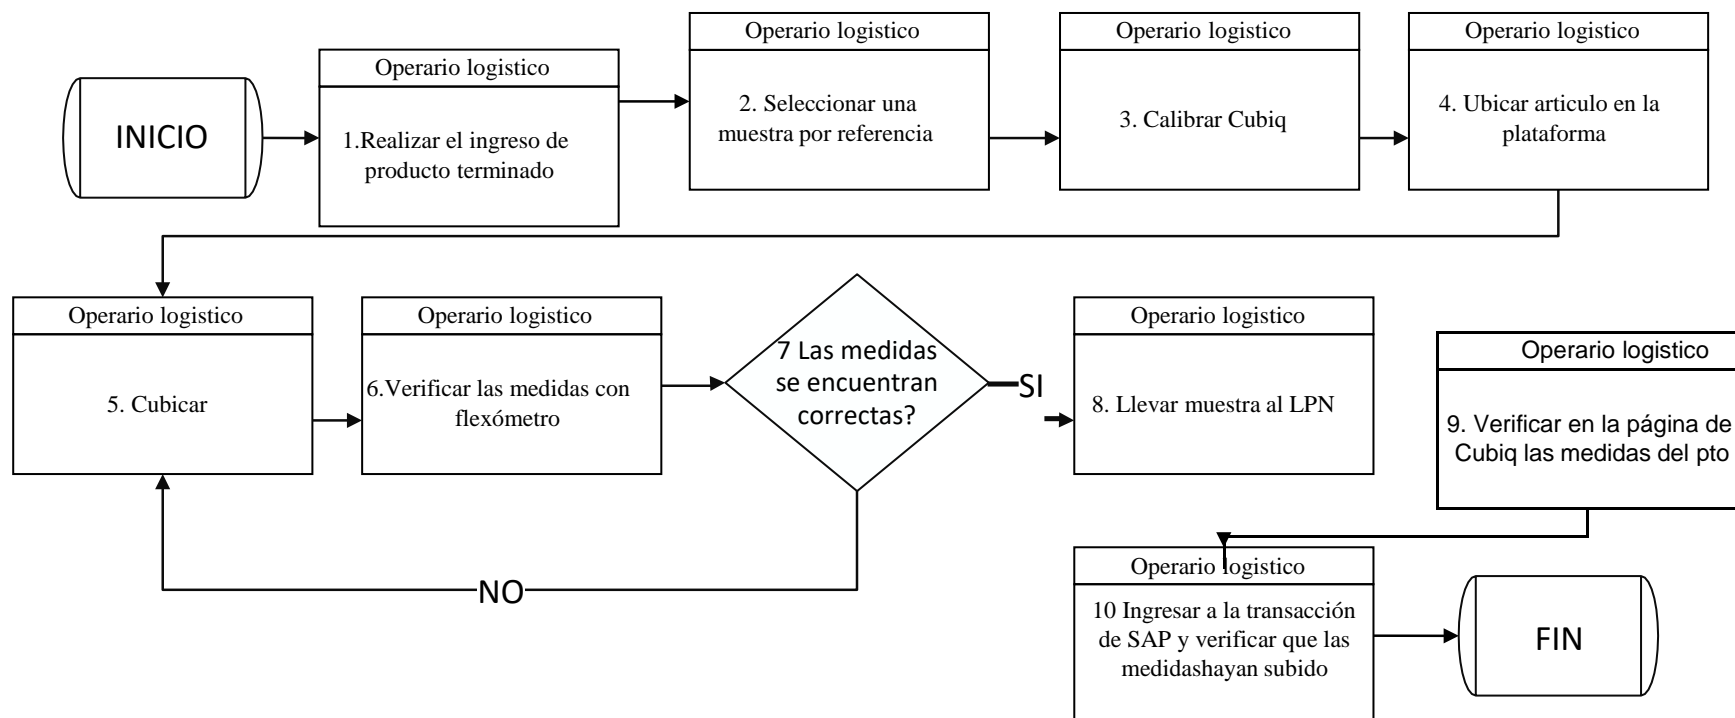 INICIO
Operario logistico
1.Realizar el ingreso de
producto terminado
Operario logistico
2. Seleccionar una
muestra por referencia
Operario logistico
3. Calibrar Cubiq
Operario logistico
4. Ubicar articulo en la
plataforma
Operario logistico
5. Cubicar
Operario logistico
6.Verificar las medidas con
flexómetro
7 Las medidas
se encuentran
correctas?
SI
NO
Operario logistico
8. Llevar muestra al LPN
Operario logistico
9. Verificar en la página de
Cubiq las medidas del pto
Operario logistico
10 Ingresar a la transacción
de SAP y verificar que las
medidashayan subido
FIN